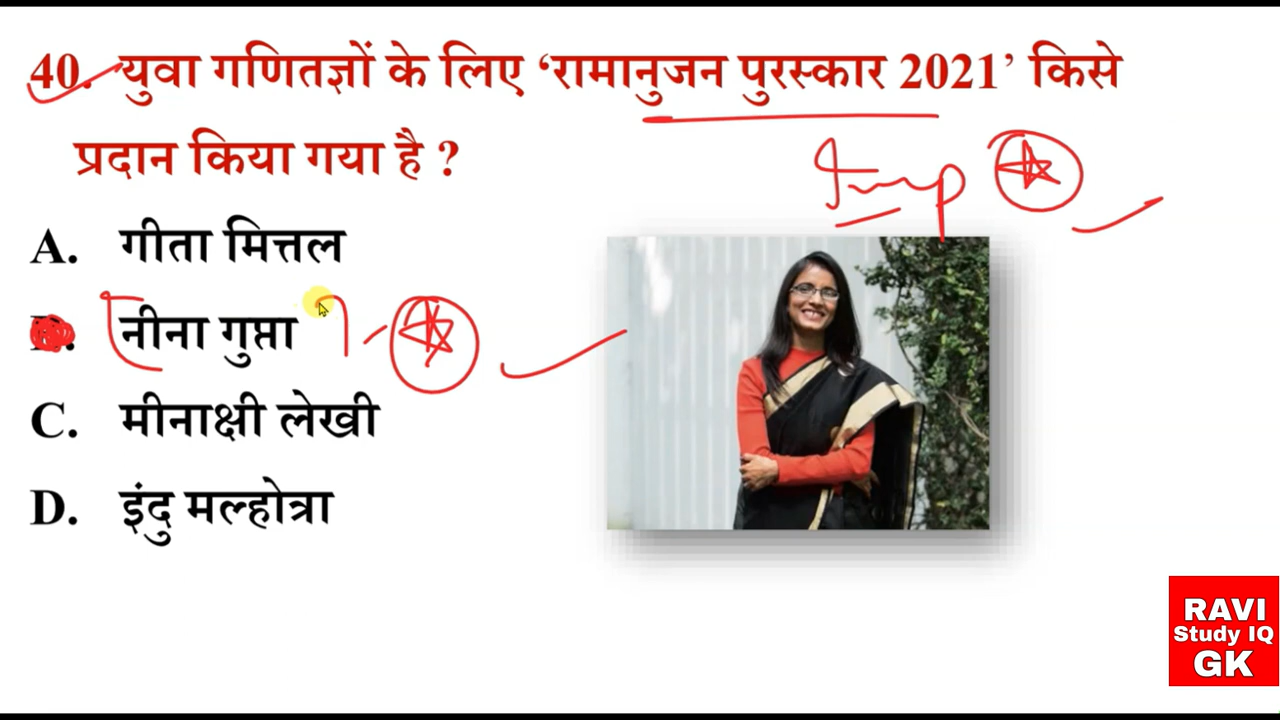 40. युवा गणितज्ञों के लिए ‘रामानुजन पुरस्कार 2021’ किसे
प्रदान किया गया है ?
Imp
A. गीता मित्तल
नीना गुप्ता
C. मीनाक्षी लेखी
D. इंदु मल्होत्रा
RAVI
Study IQ
GK